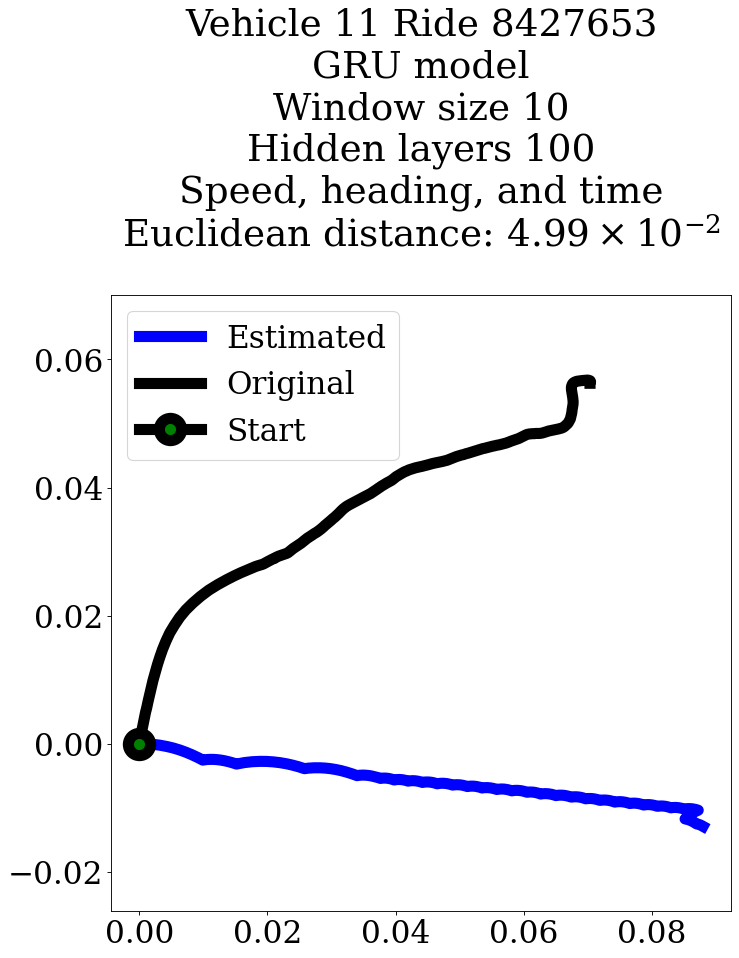 Vehicle 11 Ride 8427653
GRU model
Window size 10
Hidden layers 100
Speed, heading, and time
Euclidean distance: 4.99 × 10⁻²
Estimated
Original
Start
0.06
0.04
0.02
0.00
−0.02
0.00 0.02 0.04 0.06 0.08